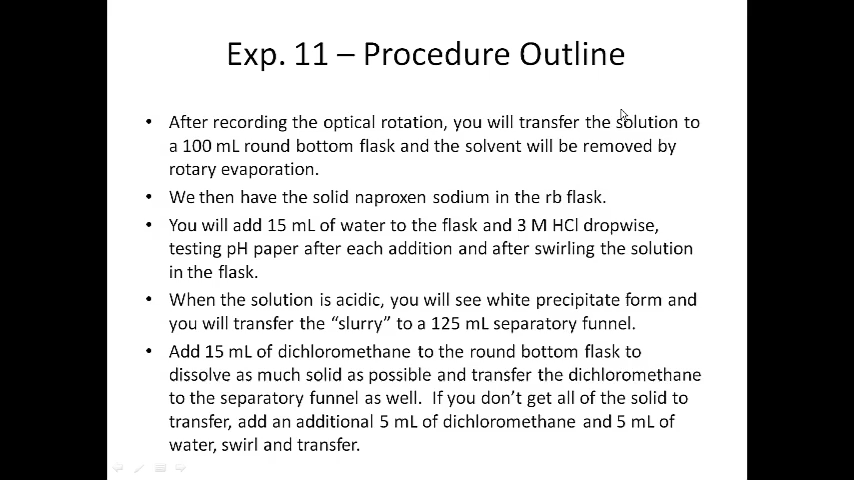 Exp. 11 – Procedure Outline
• After recording the optical rotation, you will transfer the solution to
a 100 mL round bottom flask and the solvent will be removed by
rotary evaporation.
• We then have the solid naproxen sodium in the rb flask.
• You will add 15 mL of water to the flask and 3 M HCl dropwise,
testing pH paper after each addition and after swirling the solution
in the flask.
• When the solution is acidic, you will see white precipitate form and
you will transfer the “slurry” to a 125 mL separatory funnel.
• Add 15 mL of dichloromethane to the round bottom flask to
dissolve as much solid as possible and transfer the dichloromethane
to the separatory funnel as well.  If you don’t get all of the solid to
transfer, add an additional 5 mL of dichloromethane and 5 mL of
water, swirl and transfer.